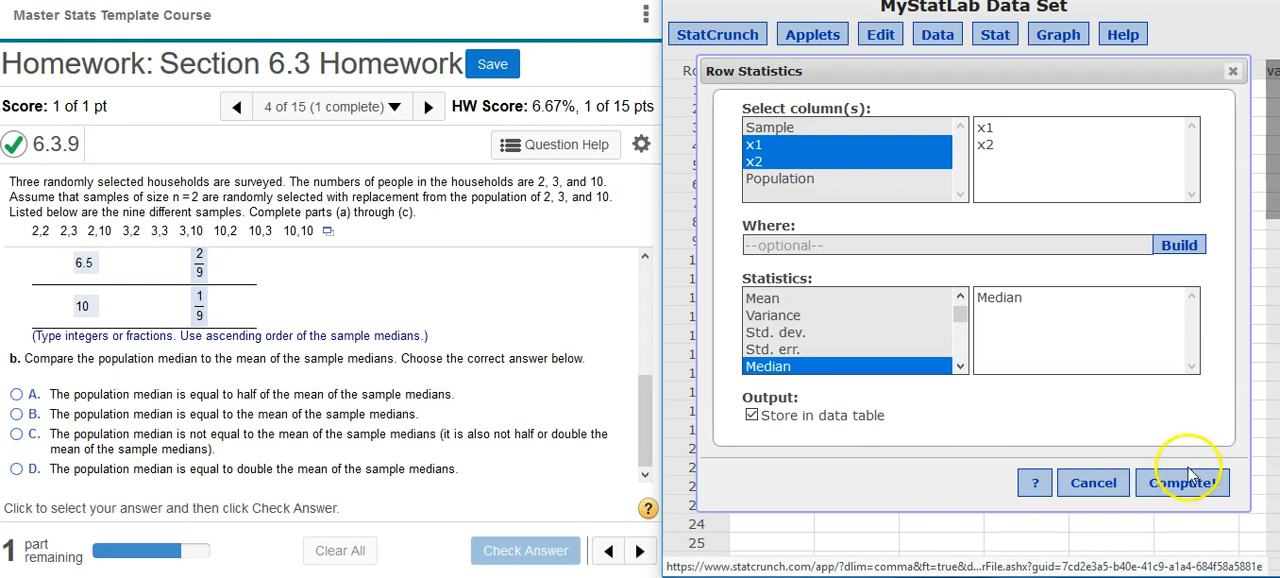 Master Stats Template Course
Homework: Section 6.3 Homework
Save
Score: 1 of 1 pt
4 of 15 (1 complete)
HW Score: 6.67%, 1 of 15 pts
6.3.9
Question Help
Three randomly selected households are surveyed. The numbers of people in the households are 2, 3, and 10.
Assume that samples of size n = 2 are randomly selected with replacement from the population of 2, 3, and 10.
Listed below are the nine different samples. Complete parts (a) through (c).
2,2 2,3 2,10 3,2 3,3 3,10 10,2 10,3 10,10
6.5 2/9
10 1/9
(Type integers or fractions. Use ascending order of the sample medians.)
b. Compare the population median to the mean of the sample medians. Choose the correct answer below.
A. The population median is equal to half of the mean of the sample medians.
B. The population median is equal to the mean of the sample medians.
C. The population median is not equal to the mean of the sample medians (it is also not half or double the
mean of the sample medians).
D. The population median is equal to double the mean of the sample medians.
Click to select your answer and then click Check Answer.
?
1 part
remaining
Clear All
Check Answer
MyStatLab Data Set
StatCrunch Applets Edit Data Stat Graph Help
va
Row Statistics
Select column(s):
Sample
x1
x2
Population
x1
x2
Where:
--optional--
Build
Statistics:
Mean
Variance
Std. dev.
Std. err.
Median
Median
Output:
Store in data table
?
Cancel
Compute!
24
25
https://www.statcrunch.com/app/?dlim=comma&ft=true&d...rFile.ashx?guid=7cd2e3a5-b40e-41c9-a1a4-684f58a5881e